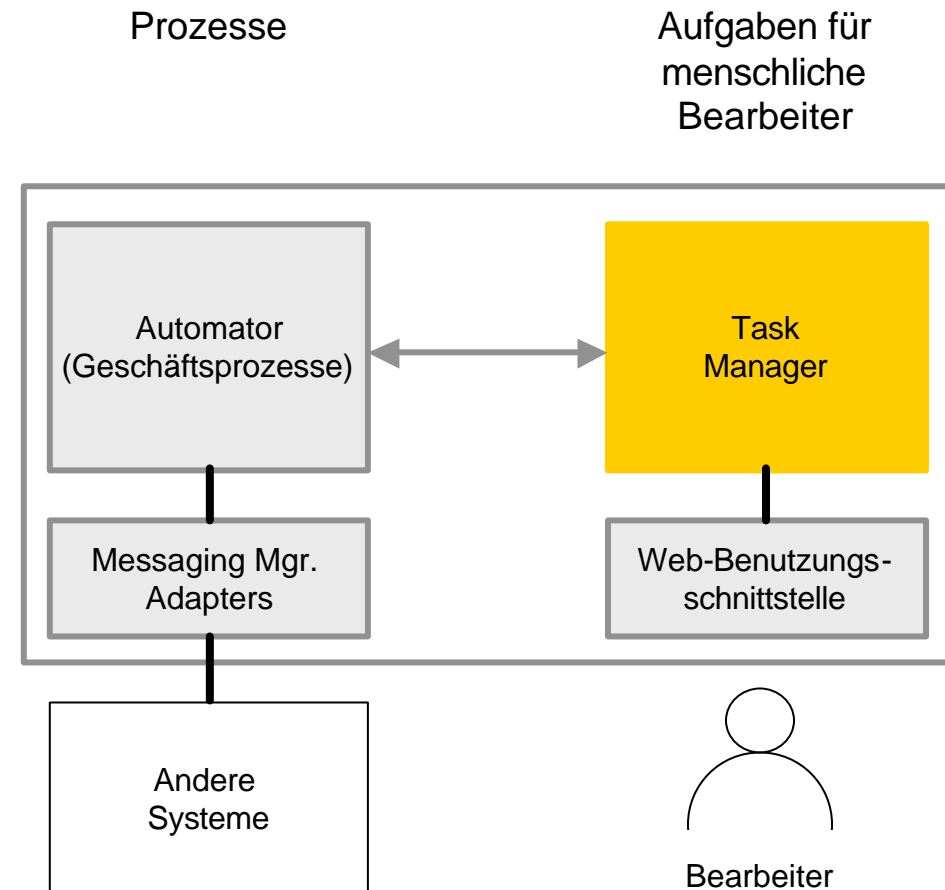 Prozesse
Aufgaben für
menschliche
Bearbeiter
Automator
(Geschäftsprozesse)
Task
Manager
Messaging Mgr.
Adapters
Web-Benutzungs-
schnittstelle
Andere
Systeme
Bearbeiter